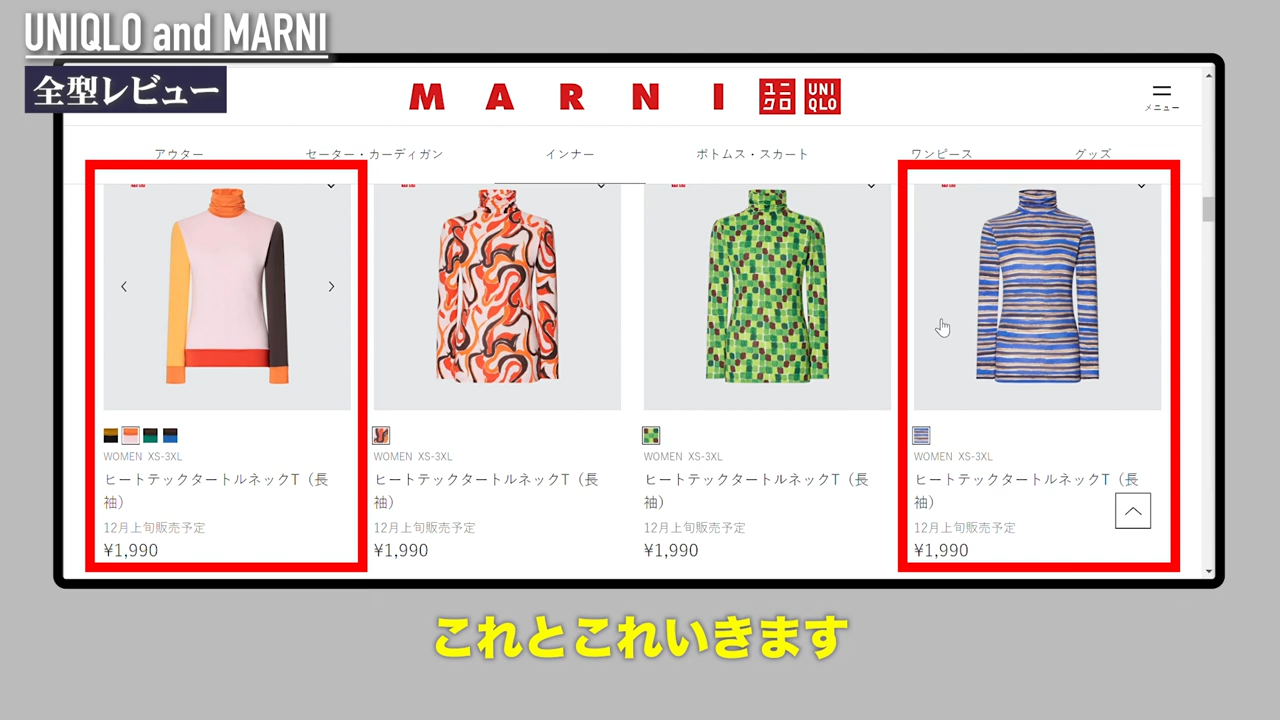 UNIQLO and MARNI
全型レビュー
MARNI ユニクロ UNIQLO
メニュー
アウター セーター・カーディガン インナー ボトムス・スカート ワンピース グッズ
WOMEN XS-3XL
ヒートテックタートルネックT（長
袖）
12月上旬販売予定
¥1,990
WOMEN XS-3XL
ヒートテックタートルネックT（長
袖）
12月上旬販売予定
¥1,990
WOMEN XS-3XL
ヒートテックタートルネックT（長
袖）
12月上旬販売予定
¥1,990
WOMEN XS-3XL
ヒートテックタートルネックT（長
袖）
12月上旬販売予定
¥1,990
これとこれいきます